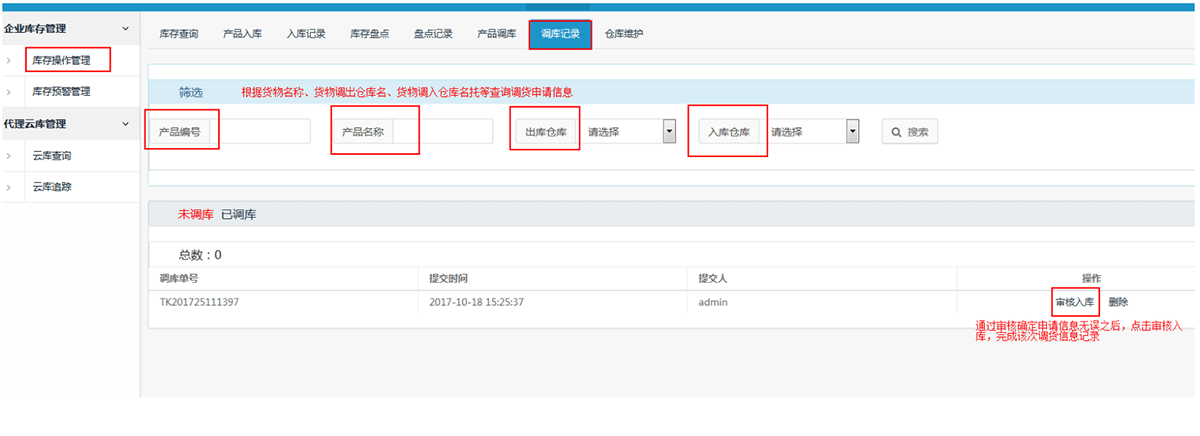 企业库存管理
库存操作管理
库存预警管理
代理云库管理
云库查询
云库追踪
库存查询 产品入库 入库记录 库存盘点 盘点记录 产品调库 调库记录 仓库维护
筛选 根据货物名称、货物调出仓库名、货物调入仓库名托等查询调货申请信息
产品编号 产品名称 出库仓库 请选择 入库仓库 请选择 搜索
未调库 已调库
总数：0
调库单号 提交时间 提交人 操作
TK201725111397 2017-10-18 15:25:37 admin 审核入库 删除
通过审核确定申请信息无误之后，点击审核入
库，完成该次调货信息记录